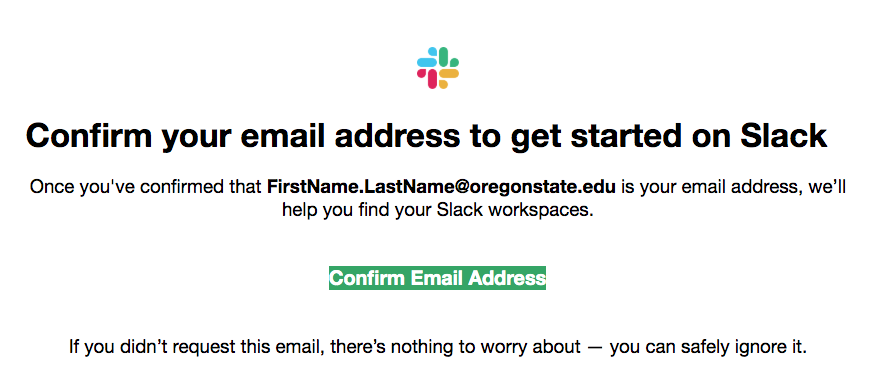 Confirm your email address to get started on Slack
Once you've confirmed that FirstName.LastName@oregonstate.edu is your email address, we’ll
help you find your Slack workspaces.
Confirm Email Address
If you didn’t request this email, there’s nothing to worry about — you can safely ignore it.